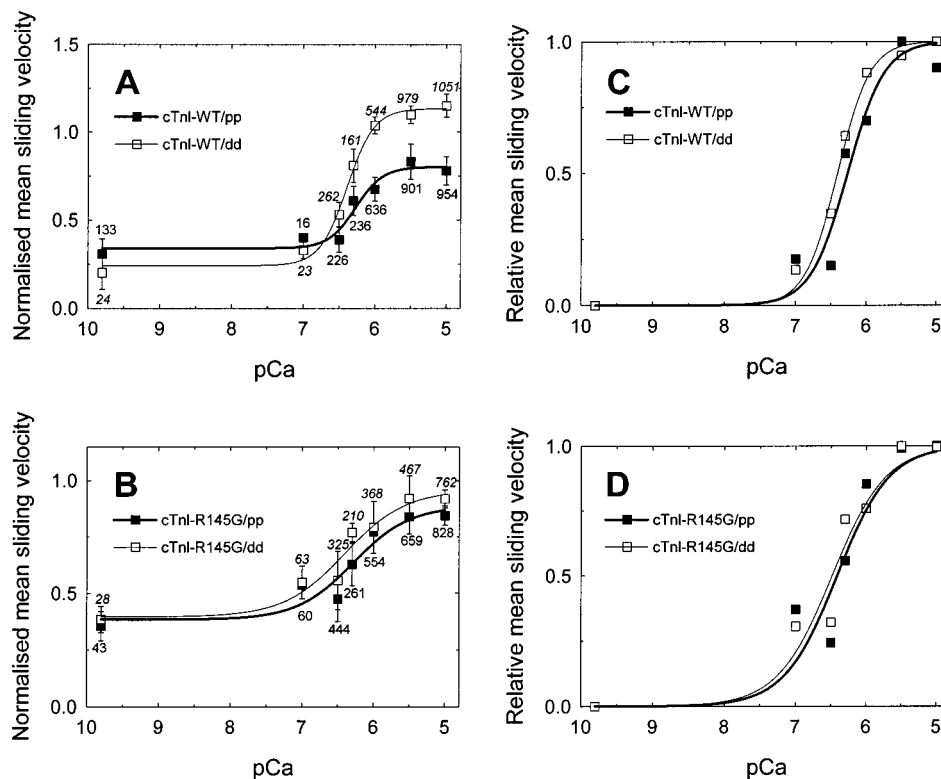 A
Normalised mean sliding velocity
1.5
1.0
0.5
0.0
cTnI-WT/pp
cTnI-WT/dd
133
24
16
23
262
226
161
236
544
636
979
901
1051
954
10 9 8 7 6 5
pCa
C
Relative mean sliding velocity
1.0
0.5
0.0
cTnI-WT/pp
cTnI-WT/dd
10 9 8 7 6 5
pCa
B
Normalised mean sliding velocity
1.0
0.5
0.0
cTnI-R145G/pp
cTnI-R145G/dd
28
43
63
60
325
444
210
261
368
554
467
659
762
828
10 9 8 7 6 5
pCa
D
Relative mean sliding velocity
1.0
0.5
0.0
cTnI-R145G/pp
cTnI-R145G/dd
10 9 8 7 6 5
pCa